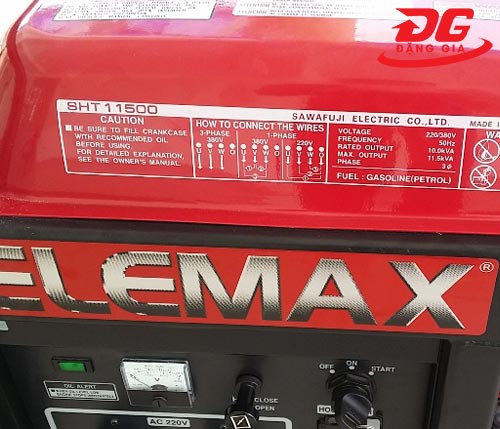 ĐG
ĐẶNG GIA
SHT11500
SAWAFUJI ELECTRIC CO.,LTD.
MADE IN
CAUTION
BE SURE TO FILL CRANKCASE
WITH RECOMMENDED OIL
BEFORE USING.
FOR DETAILED EXPLANATION,
SEE THE OWNER'S MANUAL.
HOW TO CONNECT THE WIRES
3-PHASE 1-PHASE
380V 380V 220V
U V W O U V W O U V W O
VOLTAGE 220/380V
FREQUENCY 50Hz
RATED OUTPUT 10.0kVA
MAX. OUTPUT 11.5kVA
PHASE 3ø
FUEL : GASOLINE(PETROL)
WA
ELEMAX®
OIL ALERT
V
AC 220V
CLOSE
OPEN
OFF ON START